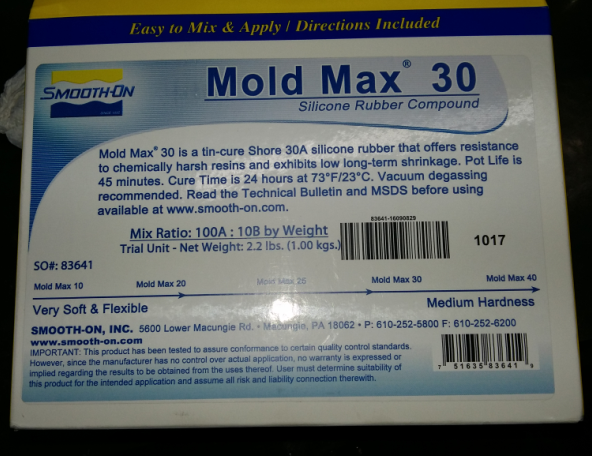 Easy to Mix & Apply / Directions Included
SMOOTH-ON
Mold Max® 30
Silicone Rubber Compound
Mold Max® 30 is a tin-cure Shore 30A silicone rubber that offers resistance
to chemically harsh resins and exhibits low long-term shrinkage. Pot Life is
45 minutes. Cure Time is 24 hours at 73°F/23°C. Vacuum degassing
recommended. Read the Technical Bulletin and MSDS before using
available at www.smooth-on.com.
Mix Ratio: 100A : 10B by Weight
Trial Unit - Net Weight: 2.2 lbs. (1.00 kgs.)
83641-16090829
1017
SO#: 83641
Mold Max 10 Mold Max 20 Mold Max 25 Mold Max 30 Mold Max 40
Very Soft & Flexible Medium Hardness
SMOOTH-ON, INC. 5600 Lower Macungie Rd. • Macungie, PA 18062 • P: 610-252-5800 F: 610-252-6200
www.smooth-on.com
IMPORTANT: This product has been tested to assure conformance to certain quality control standards.
However, since the manufacturer has no control over actual application, no warranty is expressed or
implied regarding the results to be obtained from the uses thereof. User must determine suitability of
this product for the intended application and assume all risk and liability connection therewith.
7 51635 83641 9